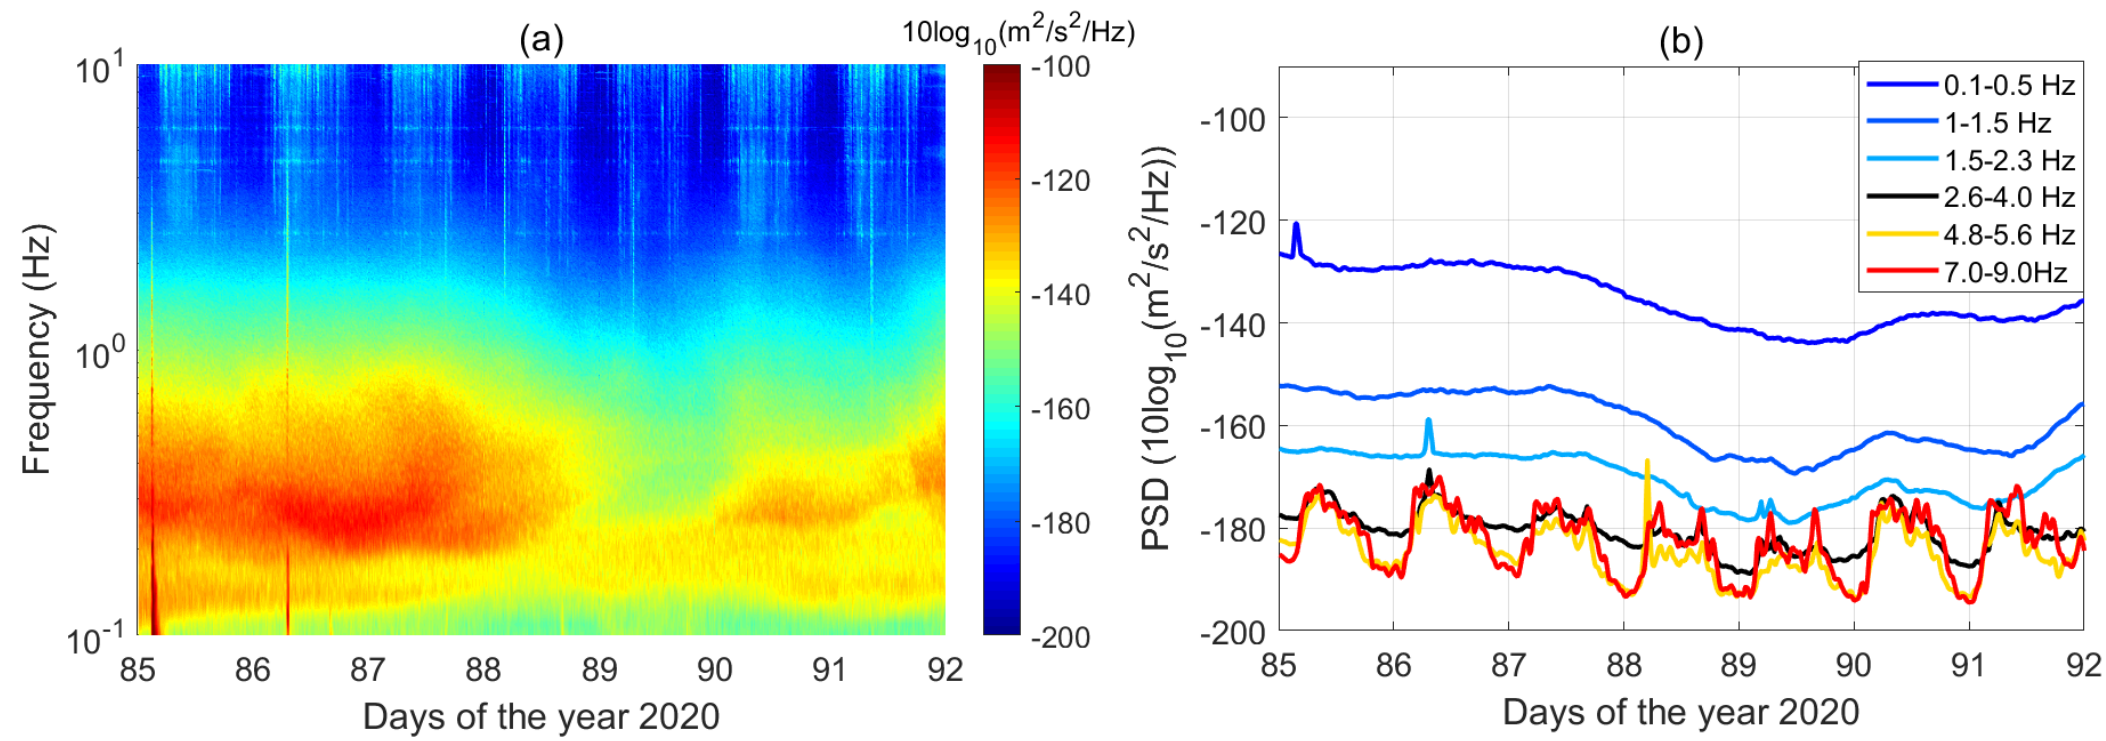 (a)
10log10(m²/s²/Hz)
10¹
10⁰
10⁻¹
Frequency (Hz)
85 86 87 88 89 90 91 92
Days of the year 2020
-100
-120
-140
-160
-180
-200
(b)
-100
-120
-140
-160
-180
-200
PSD (10log10(m²/s²/Hz))
85 86 87 88 89 90 91 92
Days of the year 2020
0.1-0.5 Hz
1-1.5 Hz
1.5-2.3 Hz
2.6-4.0 Hz
4.8-5.6 Hz
7.0-9.0Hz